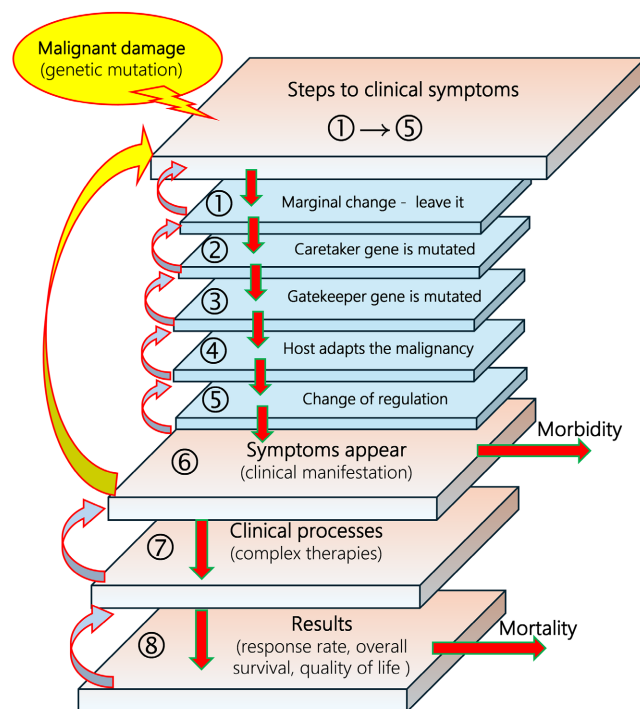 Malignant damage
(genetic mutation)
Steps to clinical symptoms
① → ⑤
① Marginal change - leave it
② Caretaker gene is mutated
③ Gatekeeper gene is mutated
④ Host adapts the malignancy
⑤ Change of regulation
Morbidity
⑥ Symptoms appear
(clinical manifestation)
⑦ Clinical processes
(complex therapies)
⑧ Results
Mortality
(response rate, overall
survival, quality of life )